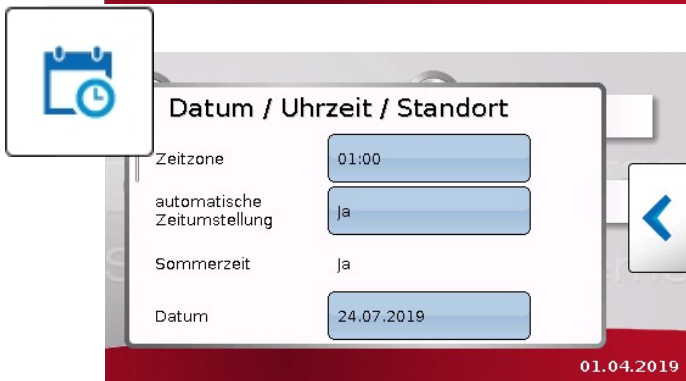 Datum / Uhrzeit / Standort
Zeitzone 01:00
automatische
Zeitumstellung Ja
Sommerzeit Ja
Datum 24.07.2019
01.04.2019